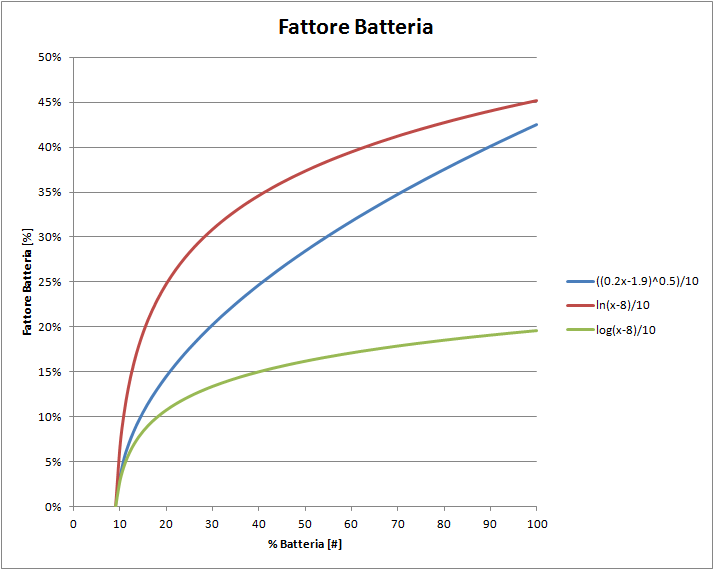 Fattore Batteria
50%
45%
40%
35%
30%
25%
20%
15%
10%
5%
0%
Fattore Batteria [%]
0 10 20 30 40 50 60 70 80 90 100
% Batteria [#]
((0.2x-1.9)^0.5)/10
ln(x-8)/10
log(x-8)/10